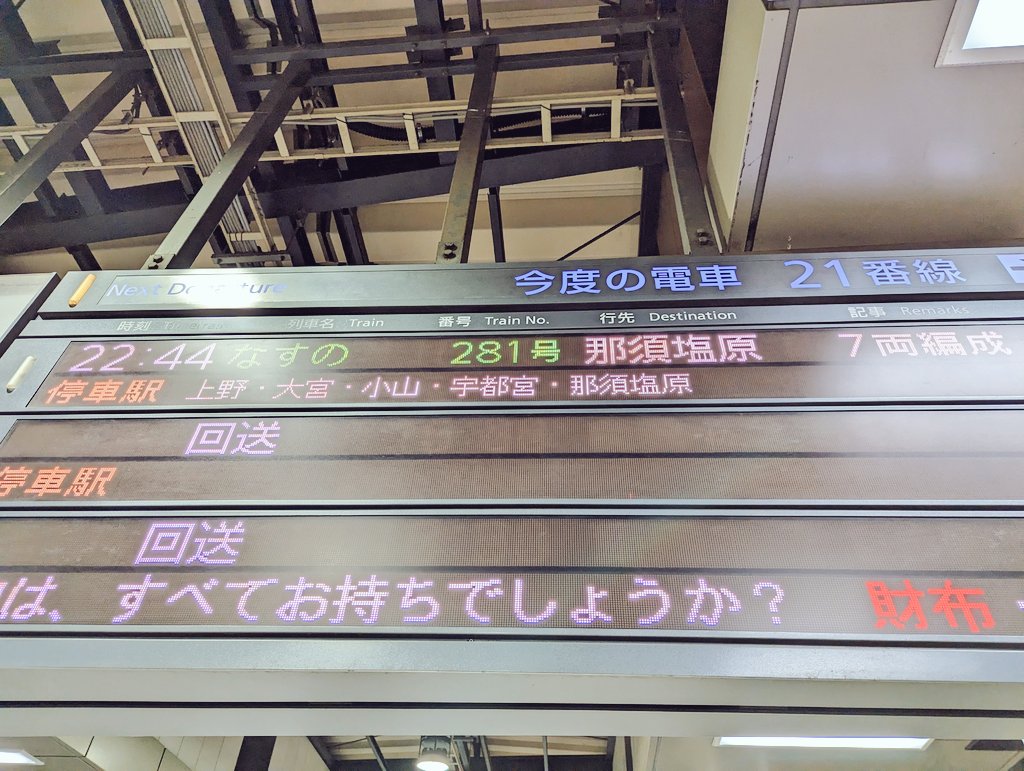 Next Departure 今度の電車 21番線
時刻 Time 列車名 Train 番号 Train No. 行先 Destination 記事 Remarks
22:44 なすの 281号 那須塩原 7両編成
停車駅 上野・大宮・小山・宇都宮・那須塩原
回送
停車駅
回送
は、すべてお持ちでしょうか? 財布